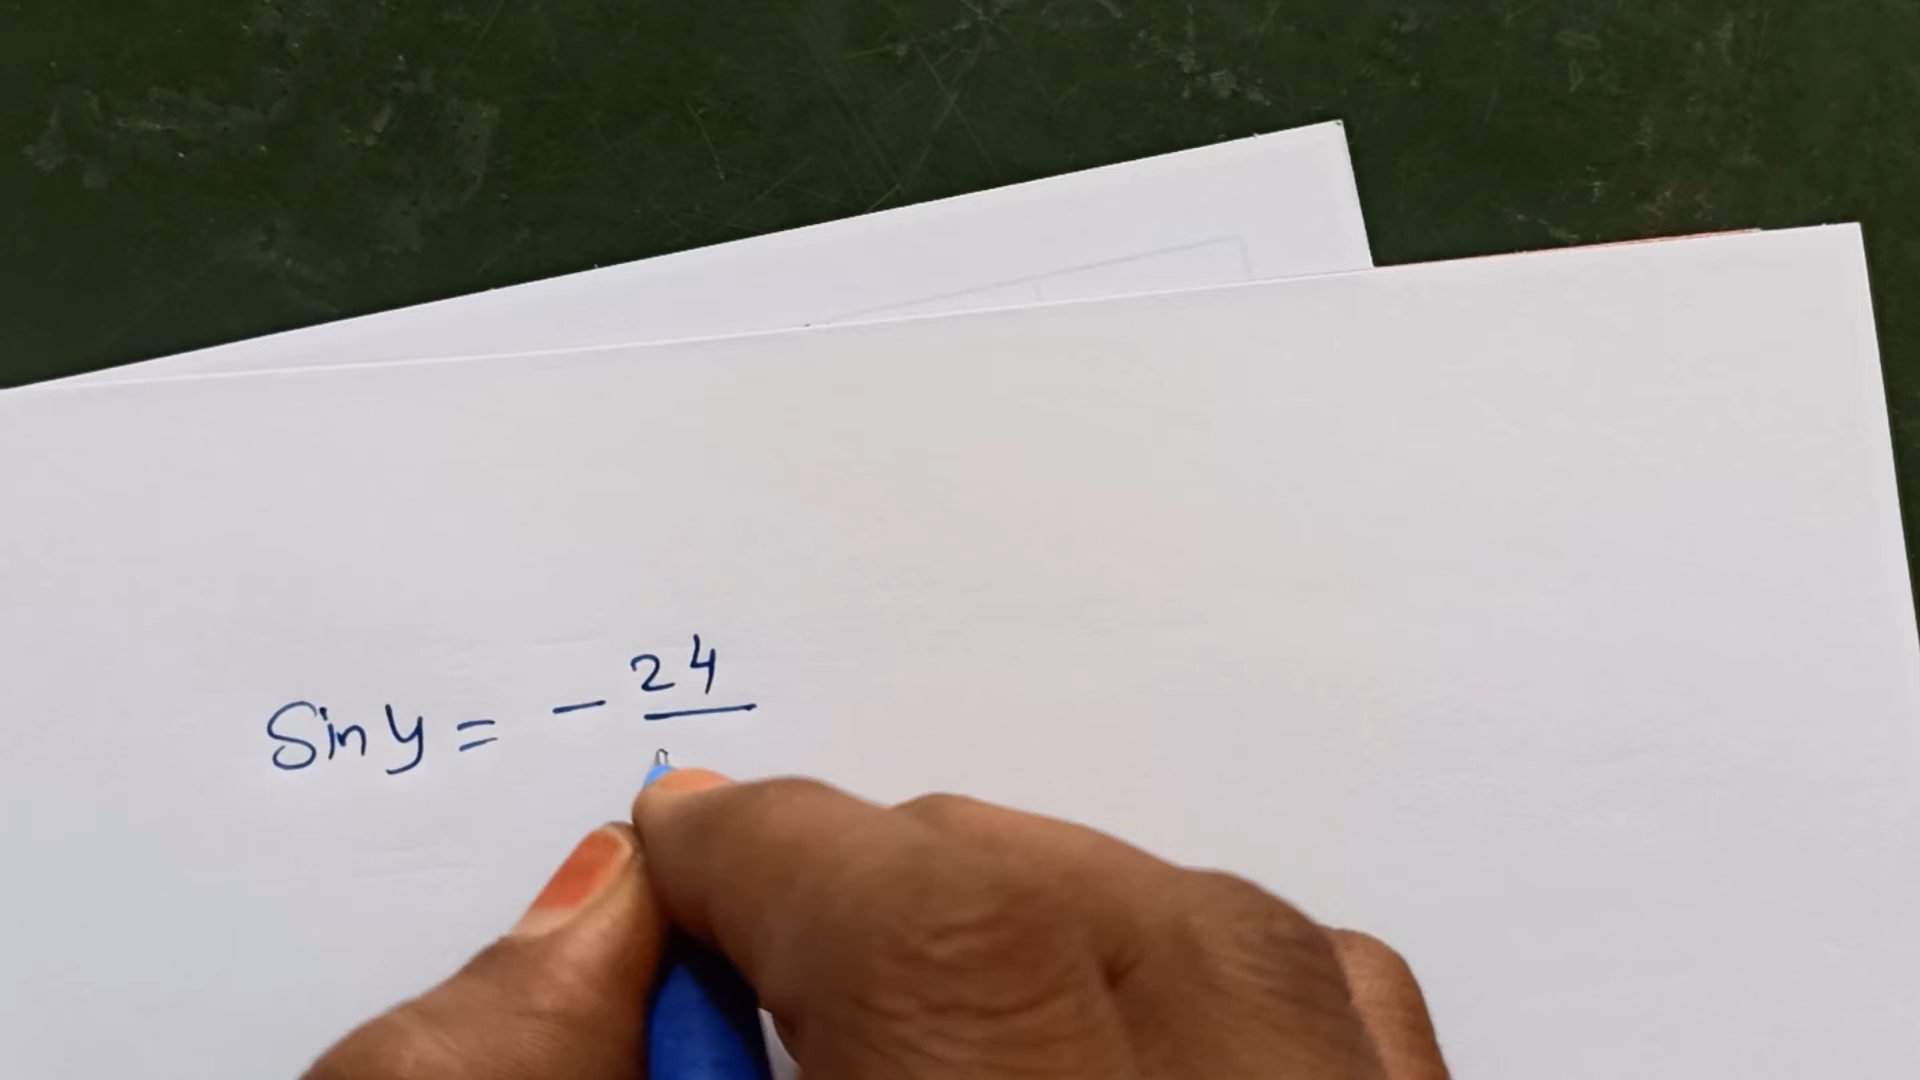 Sin y = - 24/